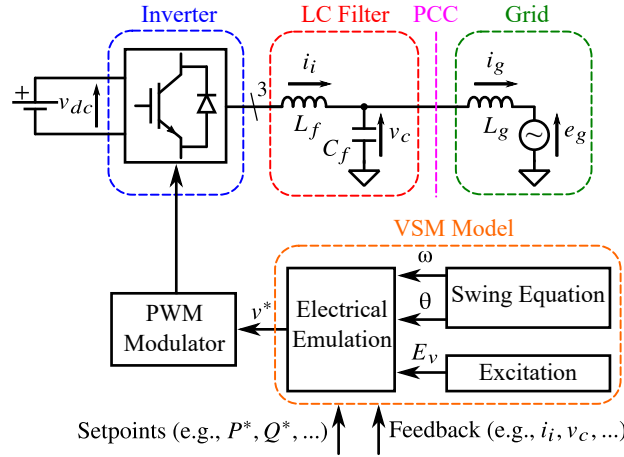 Inverter
LC Filter
PCC
Grid
+
v_dc
3
i_i
L_f
C_f
v_c
i_g
L_g
~
e_g
VSM Model
PWM
Modulator
v*
Electrical
Emulation
ω
θ
E_v
Swing Equation
Excitation
Setpoints (e.g., P*, Q*, ...)
Feedback (e.g., i_i, v_c, ...)